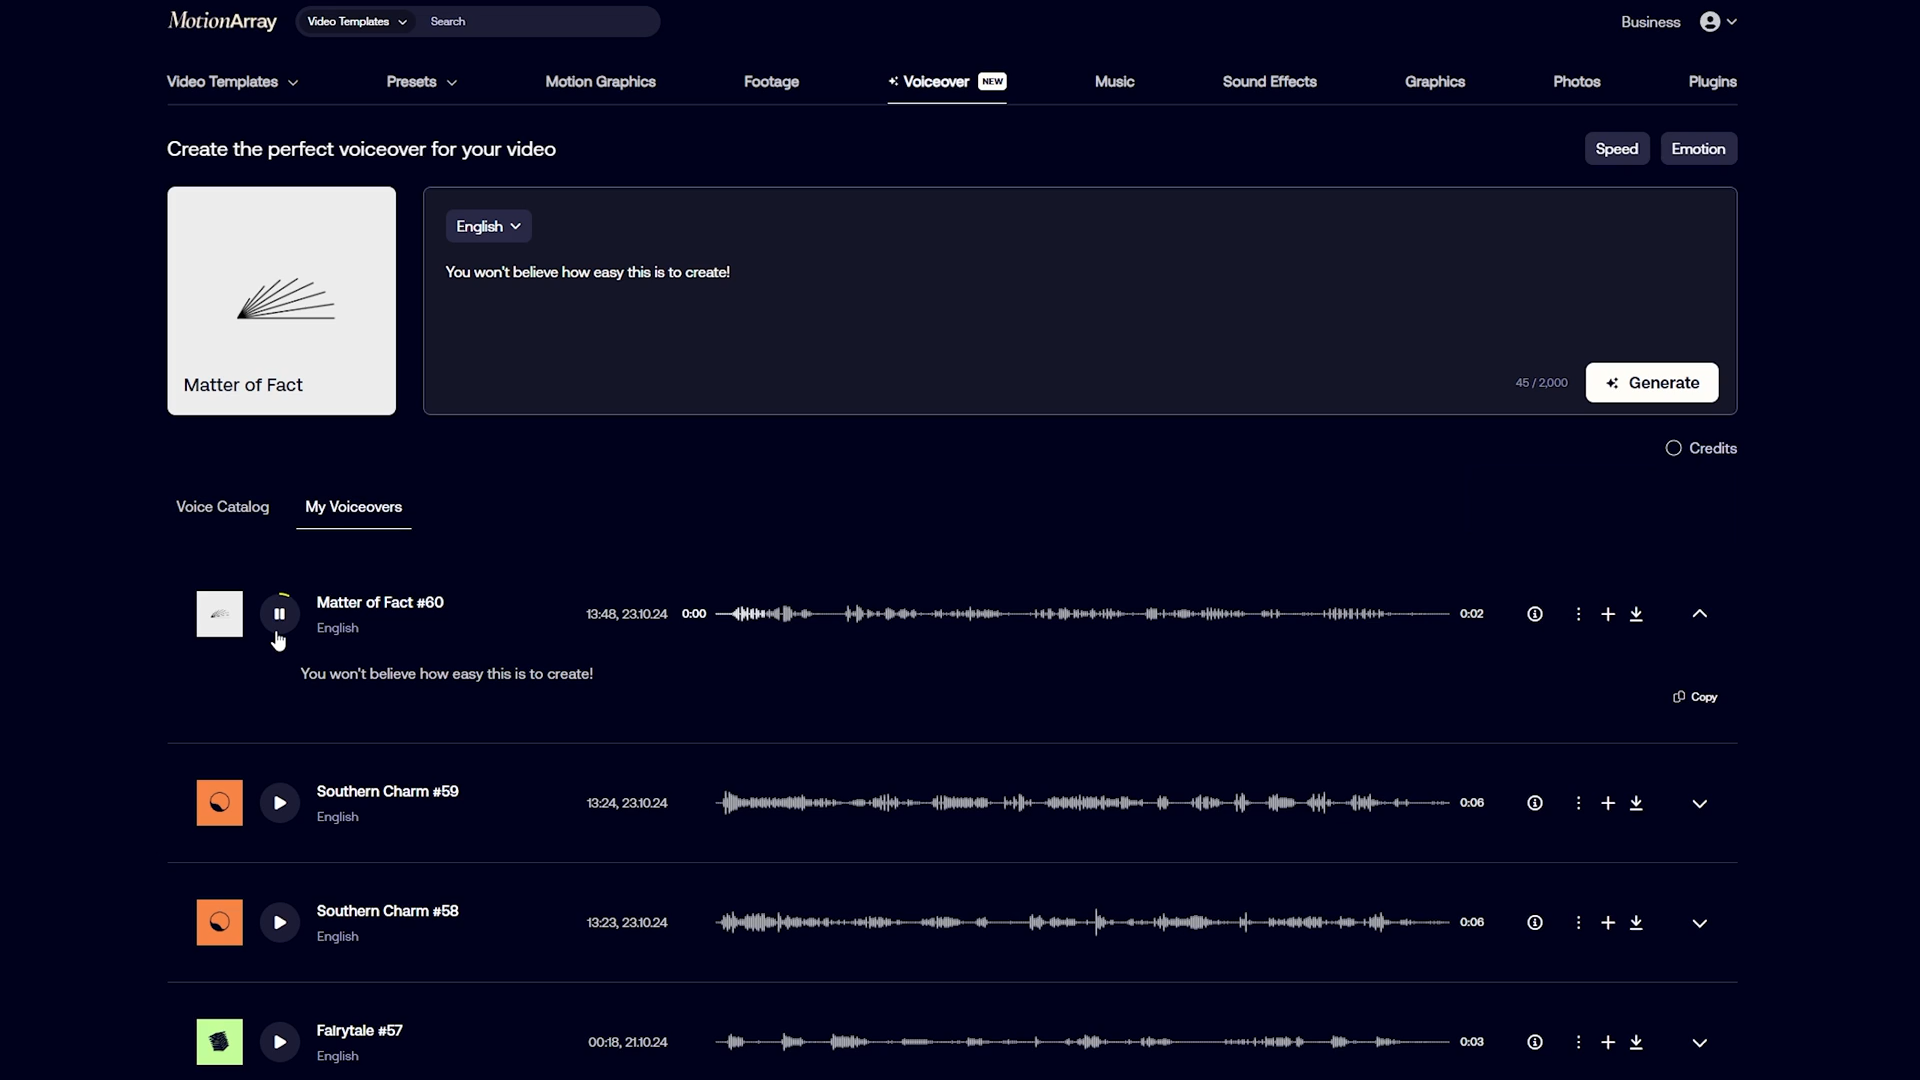 MotionArray
Video Templates
Search
Business
Video Templates
Presets
Motion Graphics
Footage
Voiceover NEW
Music
Sound Effects
Graphics
Photos
Plugins
Create the perfect voiceover for your video
Speed
Emotion
Matter of Fact
English
You won't believe how easy this is to create!
45 / 2,000
Generate
Credits
Voice Catalog
My Voiceovers
Matter of Fact #60
English
13:48, 23.10.24
0:00
0:02
You won't believe how easy this is to create!
Copy
Southern Charm #59
English
13:24, 23.10.24
0:06
Southern Charm #58
English
13:23, 23.10.24
0:06
Fairytale #57
English
00:18, 21.10.24
0:03